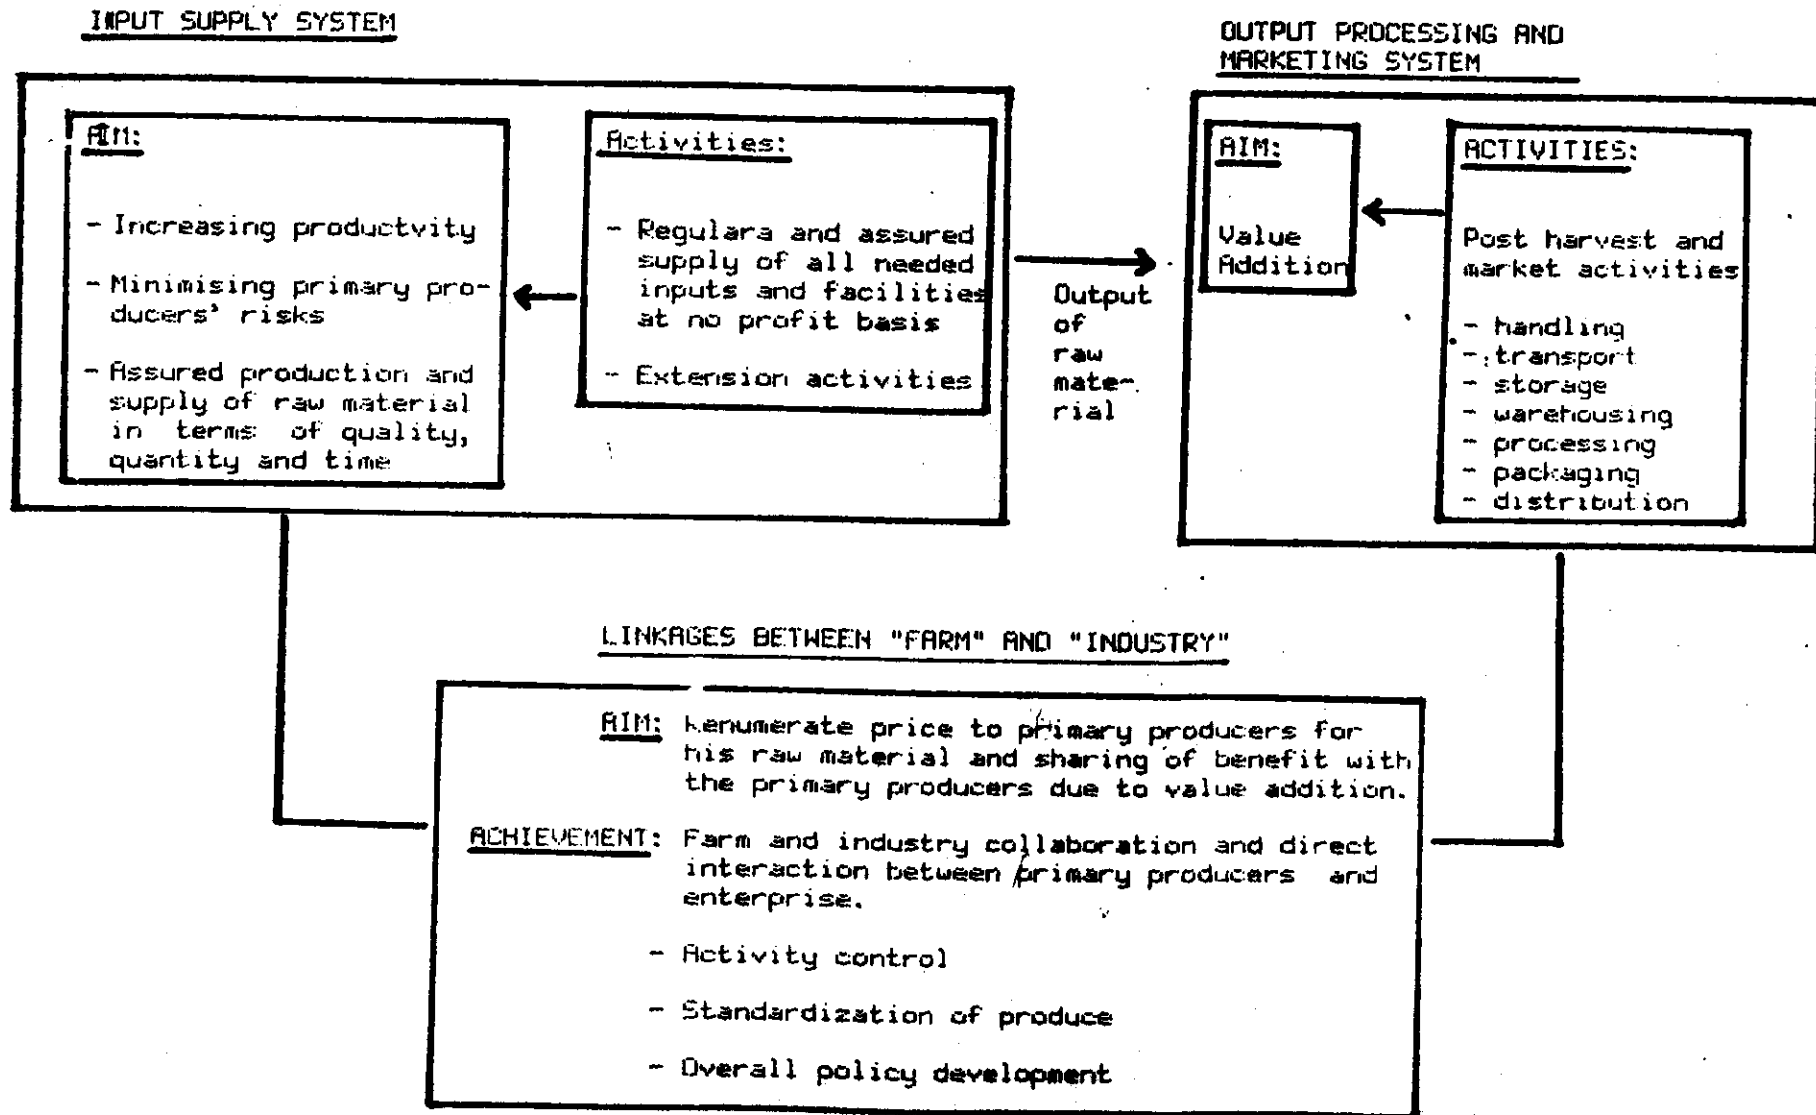 INPUT SUPPLY SYSTEM
AIM:
- Increasing productvity
- Minimising primary pro-
ducers' risks
- Assured production and
supply of raw material
in terms of quality,
quantity and time
Activities:
- Regulara and assured
supply of all needed
inputs and facilities
at no profit basis
- Extension activities
Output
of
raw
mate-
rial
OUTPUT PROCESSING AND
MARKETING SYSTEM
AIM:
Value
Addition
ACTIVITIES:
Post harvest and
market activities
- handling
- transport
- storage
- warehousing
- processing
- packaging
- distribution
LINKAGES BETWEEN "FARM" AND "INDUSTRY"
AIM: Renumerate price to primary producers for
his raw material and sharing of benefit with
the primary producers due to value addition.
ACHIEVEMENT: Farm and industry collaboration and direct
interaction between primary producers and
enterprise.
- Activity control
- Standardization of produce
- Overall policy development